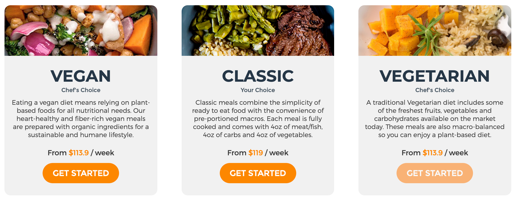 VEGAN
Chef's Choice
Eating a vegan diet means relying on plant-
based foods for all nutritional needs. Our
heart-healthy and fiber-rich vegan meals
are prepared with organic ingredients for a
sustainable and humane lifestyle.
From $113.9 / week
GET STARTED
CLASSIC
Your Choice
Classic meals combine the simplicity of
ready to eat food with the convenience of
pre-portioned macros. Each meal is fully
cooked and comes with 4oz of meat/fish,
4oz of carbs and 4oz of vegetables.
From $119 / week
GET STARTED
VEGETARIAN
Chef's Choice
A traditional Vegetarian diet includes some
of the freshest fruits, vegetables and
carbohydrates available on the market
today. These meals are also macro-balanced
so you can enjoy a plant-based diet.
From $113.9 / week
GET STARTED